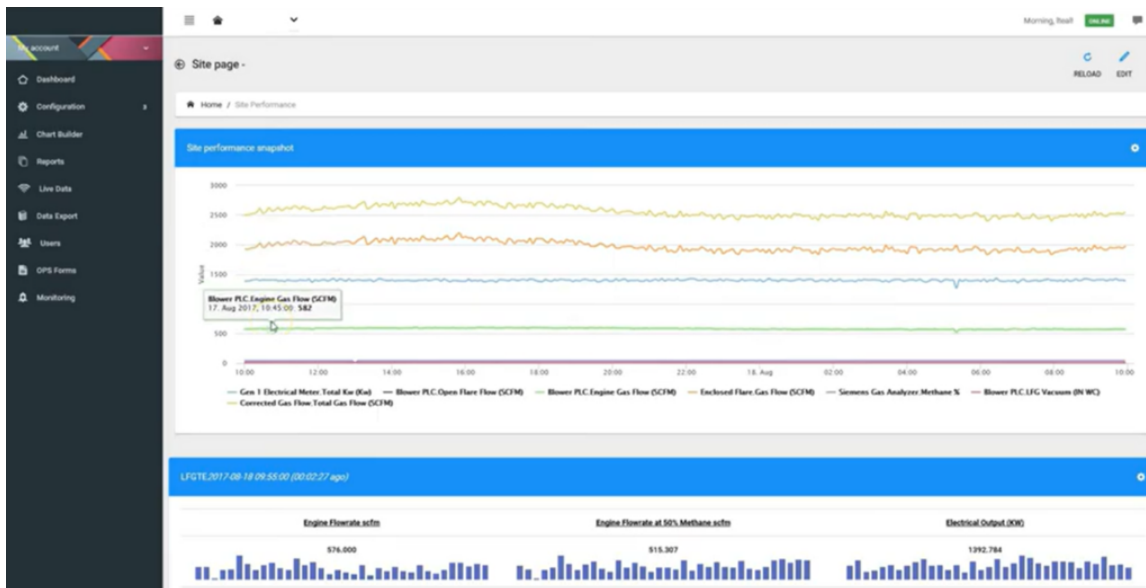 My account
Dashboard
Configuration
Chart Builder
Reports
Live Data
Data Export
Users
OPS Forms
Monitoring
Morning,
ONLINE
Site page -
RELOAD
EDIT
Home / Site Performance
Site performance snapshot
3000
2500
2000
1500
500
0
Value
Blower PLC.Engine Gas Flow (SCFM)
17. Aug 2017, 10:45:00: 582
10:00 12:00 14:00 16:00 18:00 20:00 22:00 18. Aug 02:00 04:00 06:00 08:00 10:00
Gen 1 Electrical Meter.Total Kw (Kw) Blower PLC.Open Flare Flow (SCFM) Blower PLC.Engine Gas Flow (SCFM) Enclosed Flare.Gas Flow (SCFM) Siemens Gas Analyzer.Methane % Blower PLC.LFG Vacuum (IN WC)
Corrected Gas Flow.Total Gas Flow (SCFM)
LFGTE,2017-08-18 09:55:00 (00:02:27 ago)
Engine Flowrate scfm Engine Flowrate at 50% Methane scfm Electrical Output (KW)
576.000 515.307 1392.784